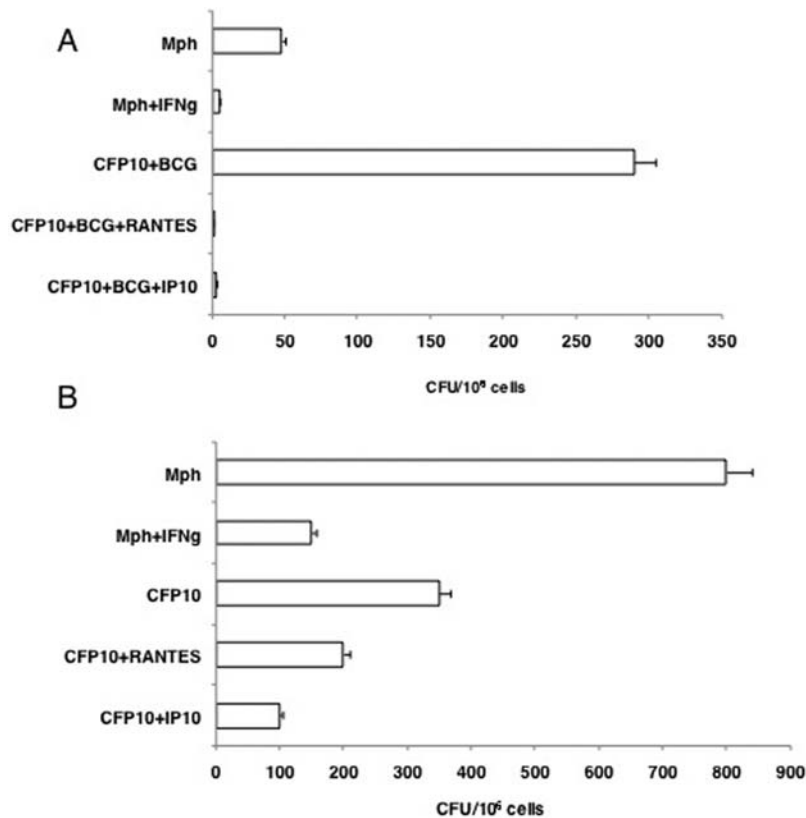 A
Mph
Mph+IFNg
CFP10+BCG
CFP10+BCG+RANTES
CFP10+BCG+IP10
0 50 100 150 200 250 300 350
CFU/10⁶ cells
B
Mph
Mph+IFNg
CFP10
CFP10+RANTES
CFP10+IP10
0 100 200 300 400 500 600 700 800 900
CFU/10⁶ cells